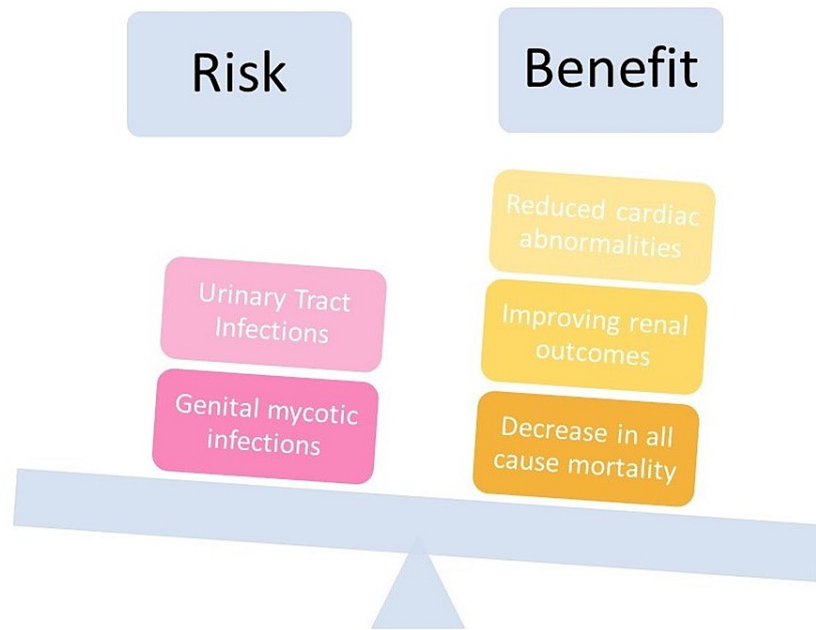 Risk
Benefit
Reduced cardiac
abnormalities
Urinary Tract
Infections
Improving renal
outcomes
Genital mycotic
infections
Decrease in all
cause mortality